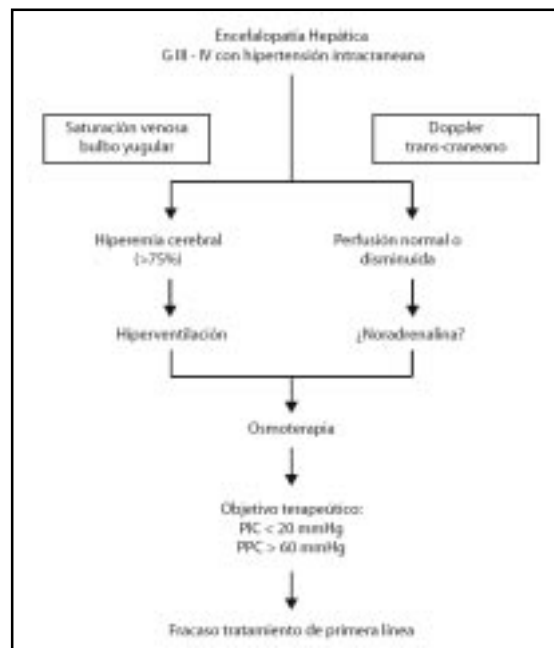 Encefalopatía Hepática
G III - IV con hipertensión intracraneana
Saturación venosa
bulbo yugular
Doppler
trans-craneano
Hiperemia cerebral
(>75%)
Perfusión normal o
disminuida
Hiperventilación
¿Noradrenalina?
Osmoterapia
Objetivo terapeútico:
PIC < 20 mmHg
PPC > 60 mmHg
Fracaso tratamiento de primera línea